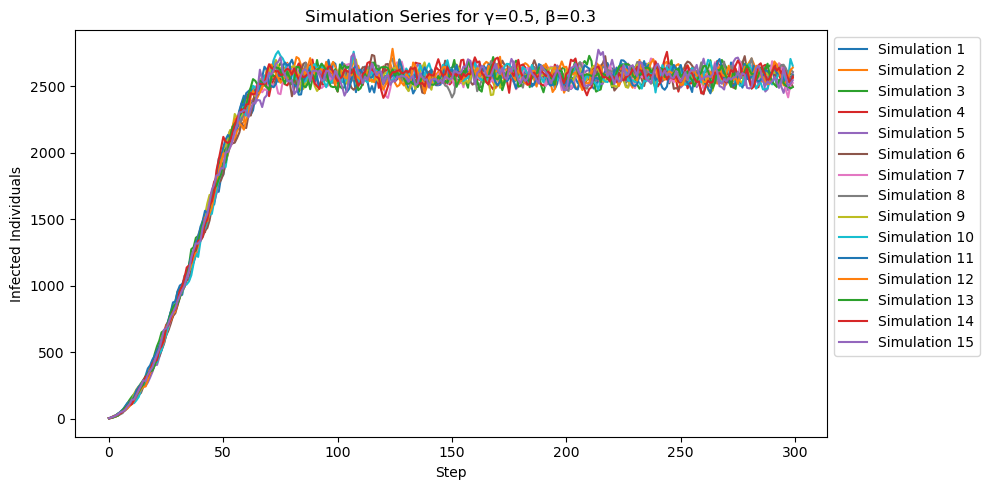 Simulation Series for γ=0.5, β=0.3
Infected Individuals
2500
2000
1500
1000
500
0
0 50 100 150 200 250 300
Step
Simulation 1
Simulation 2
Simulation 3
Simulation 4
Simulation 5
Simulation 6
Simulation 7
Simulation 8
Simulation 9
Simulation 10
Simulation 11
Simulation 12
Simulation 13
Simulation 14
Simulation 15